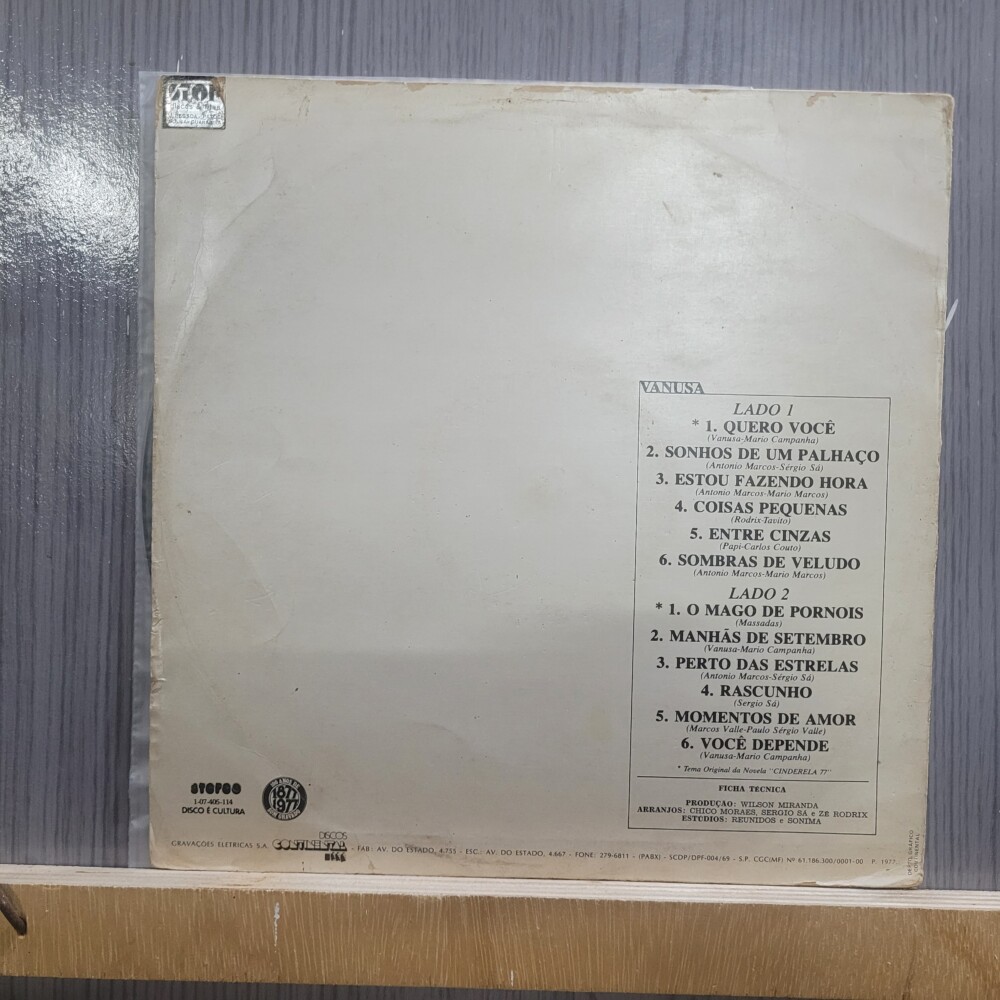 VANUSA
LADO 1
* 1. QUERO VOCÊ
(Vanusa-Mario Campanha)
2. SONHOS DE UM PALHAÇO
(Antonio Marcos-Sérgio Sá)
3. ESTOU FAZENDO HORA
(Antonio Marcos-Mario Marcos)
4. COISAS PEQUENAS
(Rodrix-Tavito)
5. ENTRE CINZAS
(Papi-Carlos Couto)
6. SOMBRAS DE VELUDO
(Antonio Marcos-Mario Marcos)
LADO 2
* 1. O MAGO DE PORNOIS
(Massadas)
2. MANHÃS DE SETEMBRO
(Vanusa-Mario Campanha)
3. PERTO DAS ESTRELAS
(Antonio Marcos-Sérgio Sá)
4. RASCUNHO
(Sergio Sá)
5. MOMENTOS DE AMOR
(Marcos Valle-Paulo Sérgio Valle)
6. VOCÊ DEPENDE
(Vanusa-Mario Campanha)
* Tema Original da Novela "CINDERELA 77"
FICHA TECNICA
PRODUÇÃO: WILSON MIRANDA
ARRANJOS: CHICO MORAES, SERGIO SÁ e ZE RODRIX
ESTUDIOS: REUNIDOS e SONIMA
STEREO
1-07-405-114
DISCO É CULTURA
1877
1977
GRAVAÇÕES ELETRICAS S.A. DISCOS CONTINENTAL - FAB: AV. DO ESTADO, 4.755 - ESC.: AV. DO ESTADO, 4.667 - FONE: 279-6811 - (PABX) - SCDP/DPF-004/69 - S.P. CGC(MF) Nº 61.186.300/0001-00 P. 1977.